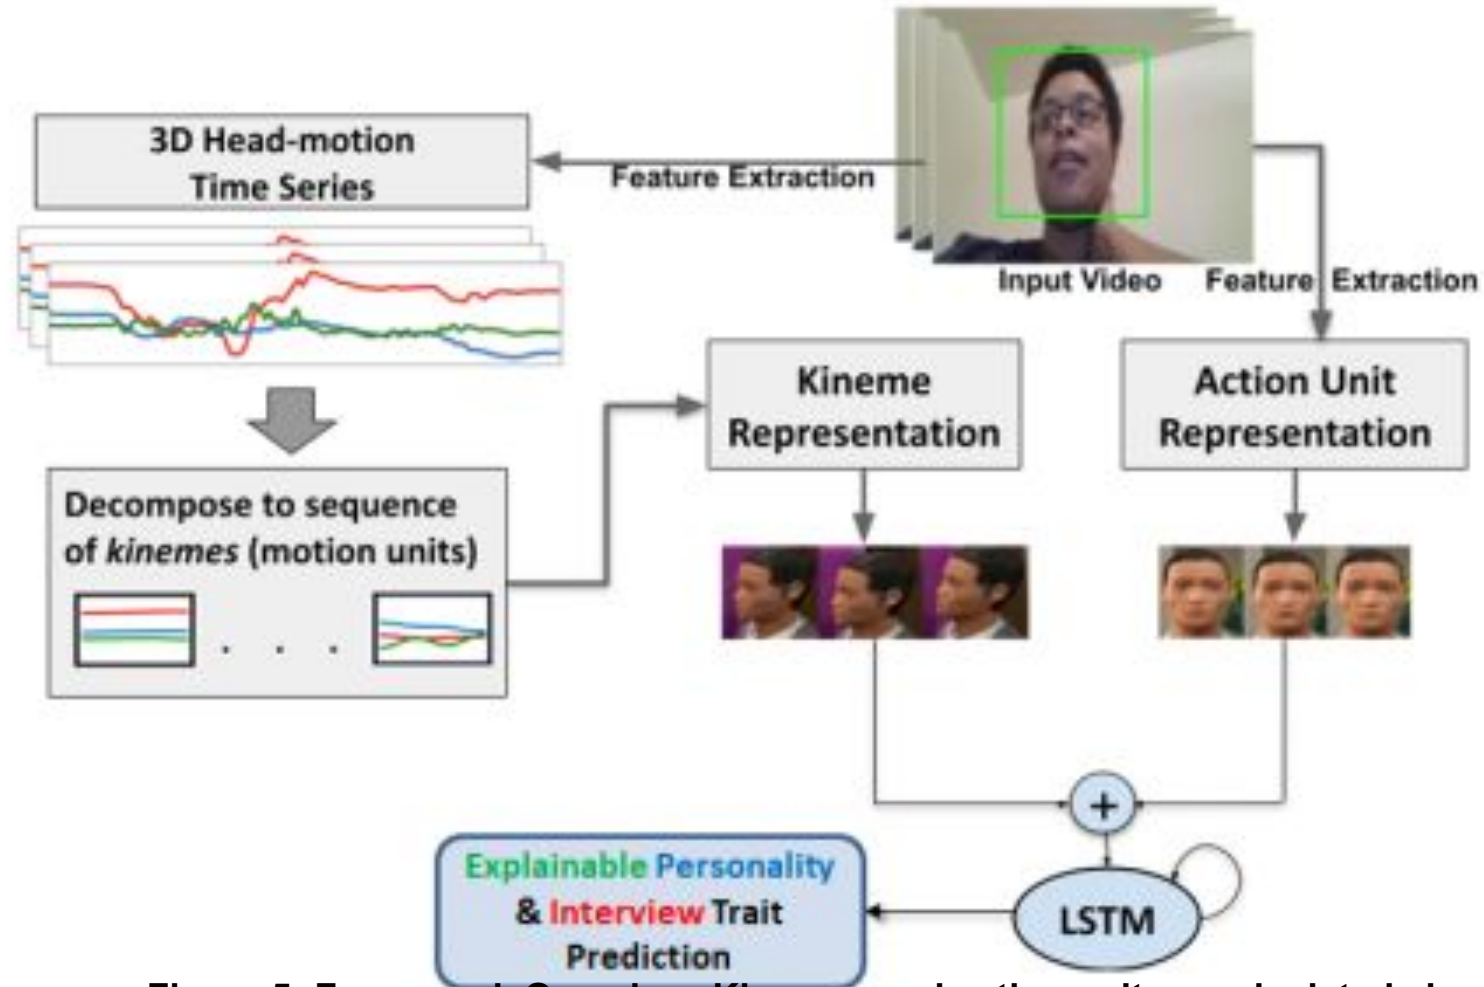 3D Head-motion
Time Series
Feature Extraction
Input Video
Feature Extraction
Kineme
Representation
Action Unit
Representation
Decompose to sequence
of kinemes (motion units)
. . .
+
LSTM
Explainable Personality
& Interview Trait
Prediction